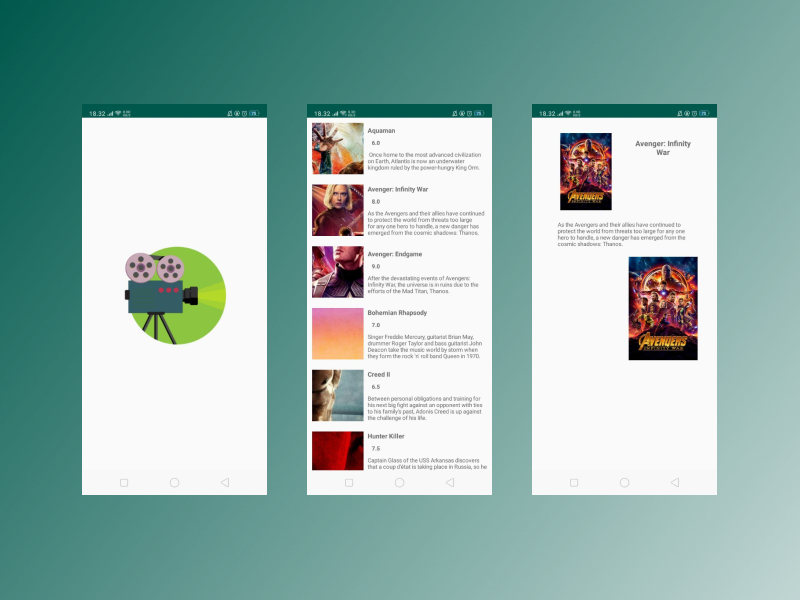 18.32
18.32
Aquaman
6.0
Once home to the most advanced civilization
on Earth, Atlantis is now an underwater
kingdom ruled by the power-hungry King Orm.
Avenger: Infinity War
8.0
As the Avengers and their allies have continued
to protect the world from threats too large
for any one hero to handle, a new danger has
emerged from the cosmic shadows: Thanos.
Avenger: Endgame
9.0
After the devastating events of Avengers:
Infinity War, the universe is in ruins due to the
efforts of the Mad Titan, Thanos.
Bohemian Rhapsody
7.0
Singer Freddie Mercury, guitarist Brian May,
drummer Roger Taylor and bass guitarist John
Deacon take the music world by storm when
they form the rock 'n' roll band Queen in 1970.
Creed II
6.5
Between personal obligations and training for
his next big fight against an opponent with ties
to his family's past, Adonis Creed is up against
the challenge of his life.
Hunter Killer
7.5
Captain Glass of the USS Arkansas discovers
that a coup d'état is taking place in Russia, so he
18.32
Avenger: Infinity
War
AVENGERS
INFINITY WAR
As the Avengers and their allies have continued to
protect the world from threats too large for any one
hero to handle, a new danger has emerged from the
cosmic shadows: Thanos.
AVENGERS
INFINITY WAR